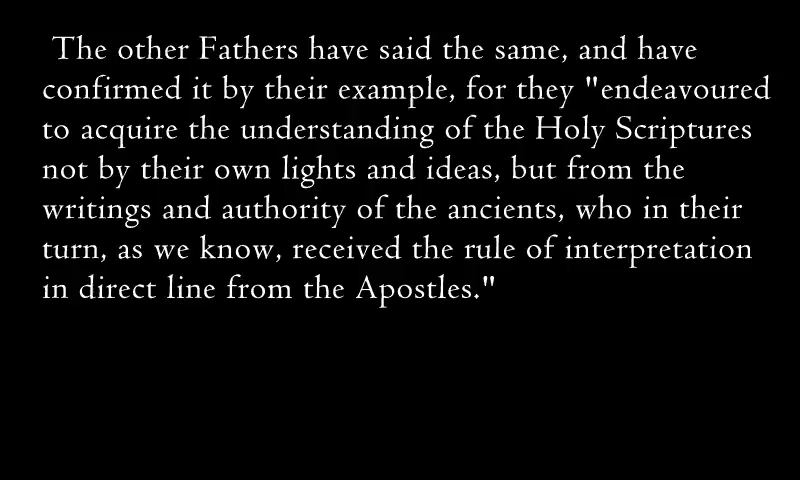 The other Fathers have said the same, and have
confirmed it by their example, for they "endeavoured
to acquire the understanding of the Holy Scriptures
not by their own lights and ideas, but from the
writings and authority of the ancients, who in their
turn, as we know, received the rule of interpretation
in direct line from the Apostles."